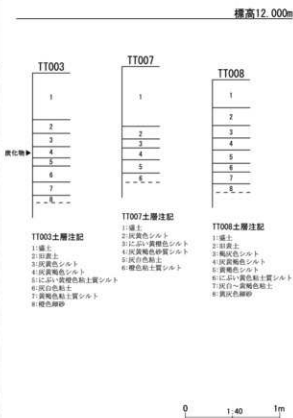 標高12.000m
TT003
1
2
3
炭化物
4
5
6
7
8
TT003土層注記
1:盛土
2:旧表土
3:灰黄色シルト
4:灰黄褐色シルト
5:にぶい黄橙色粘土質シルト
6:灰白色粘土
7:黄褐色粘土質シルト
8:橙色細砂
TT007
1
2
3
4
5
6
TT007土層注記
1:盛土
2:灰黄色シルト
3:にぶい黄橙色シルト
4:灰黄褐色砂質シルト
5:灰白色粘土
6:橙色粘土質シルト
TT008
1
2
3
4
5
6
7
8
TT008土層注記
1:盛土
2:旧表土
3:褐灰色シルト
4:灰黄褐色シルト
5:黄褐色シルト
6:にぶい黄色粘土質シルト
7:灰白～黄褐色粘土
8:黄灰色細砂
0
1:40
1m